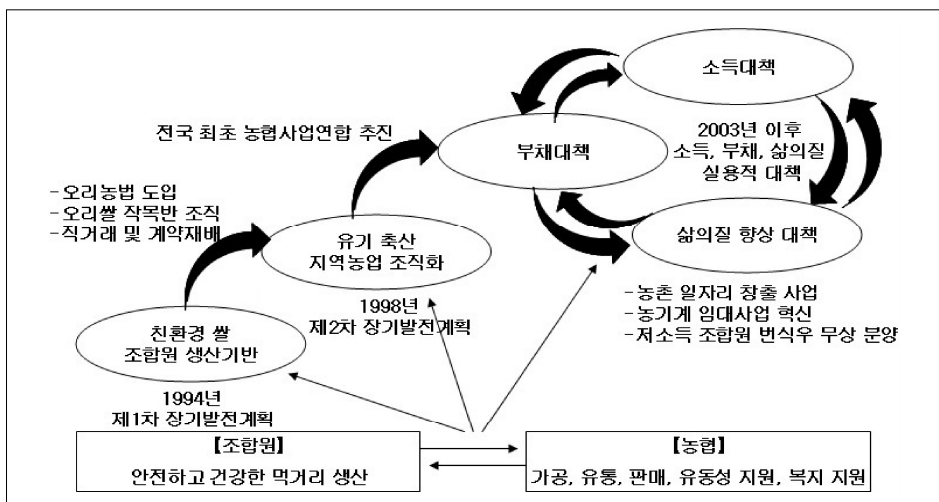 소득대책
전국 최초 농협사업연합 추진
부채대책
2003년 이후
소득, 부채, 삶의질
실용적 대책
-오리농법 도입
-오리쌀 작목반 조직
-직거래 및 계약재배
유기 축산
지역농업 조직화
삶의질 향상 대책
1998년
제2차 장기발전계획
-농촌 일자리 창출 사업
-농기계 임대사업 혁신
-저소득 조합원 번식우 무상 분양
친환경 쌀
조합원 생산기반
1994년
제1차 장기발전계획
【조합원】
안전하고 건강한 먹거리 생산
【농협】
가공, 유통, 판매, 유동성 지원, 복지 지원